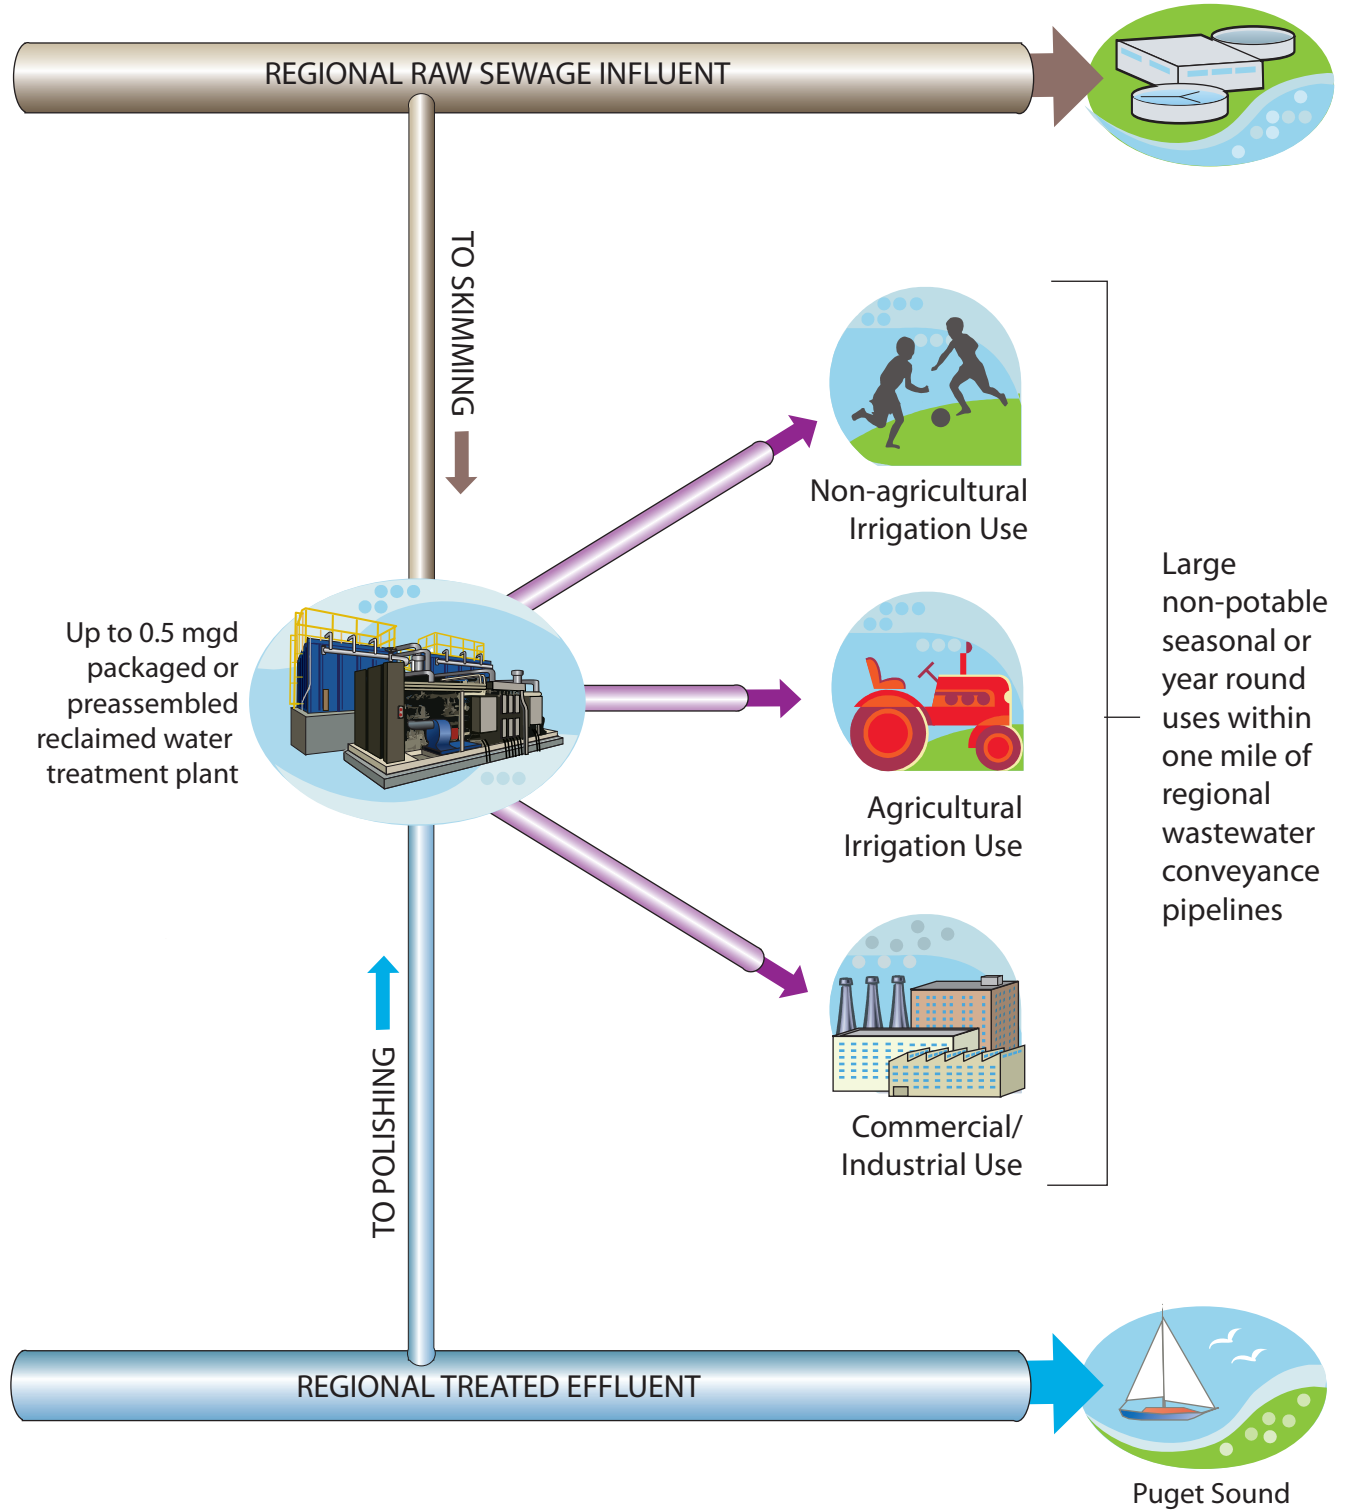 REGIONAL RAW SEWAGE INFLUENT
TO SKIMMING
Non-agricultural
Irrigation Use
Up to 0.5 mgd
packaged or
preassembled
reclaimed water
treatment plant
Agricultural
Irrigation Use
Large
non-potable
seasonal or
year round
uses within
one mile of
regional
wastewater
conveyance
pipelines
Commercial/
Industrial Use
TO POLISHING
REGIONAL TREATED EFFLUENT
Puget Sound